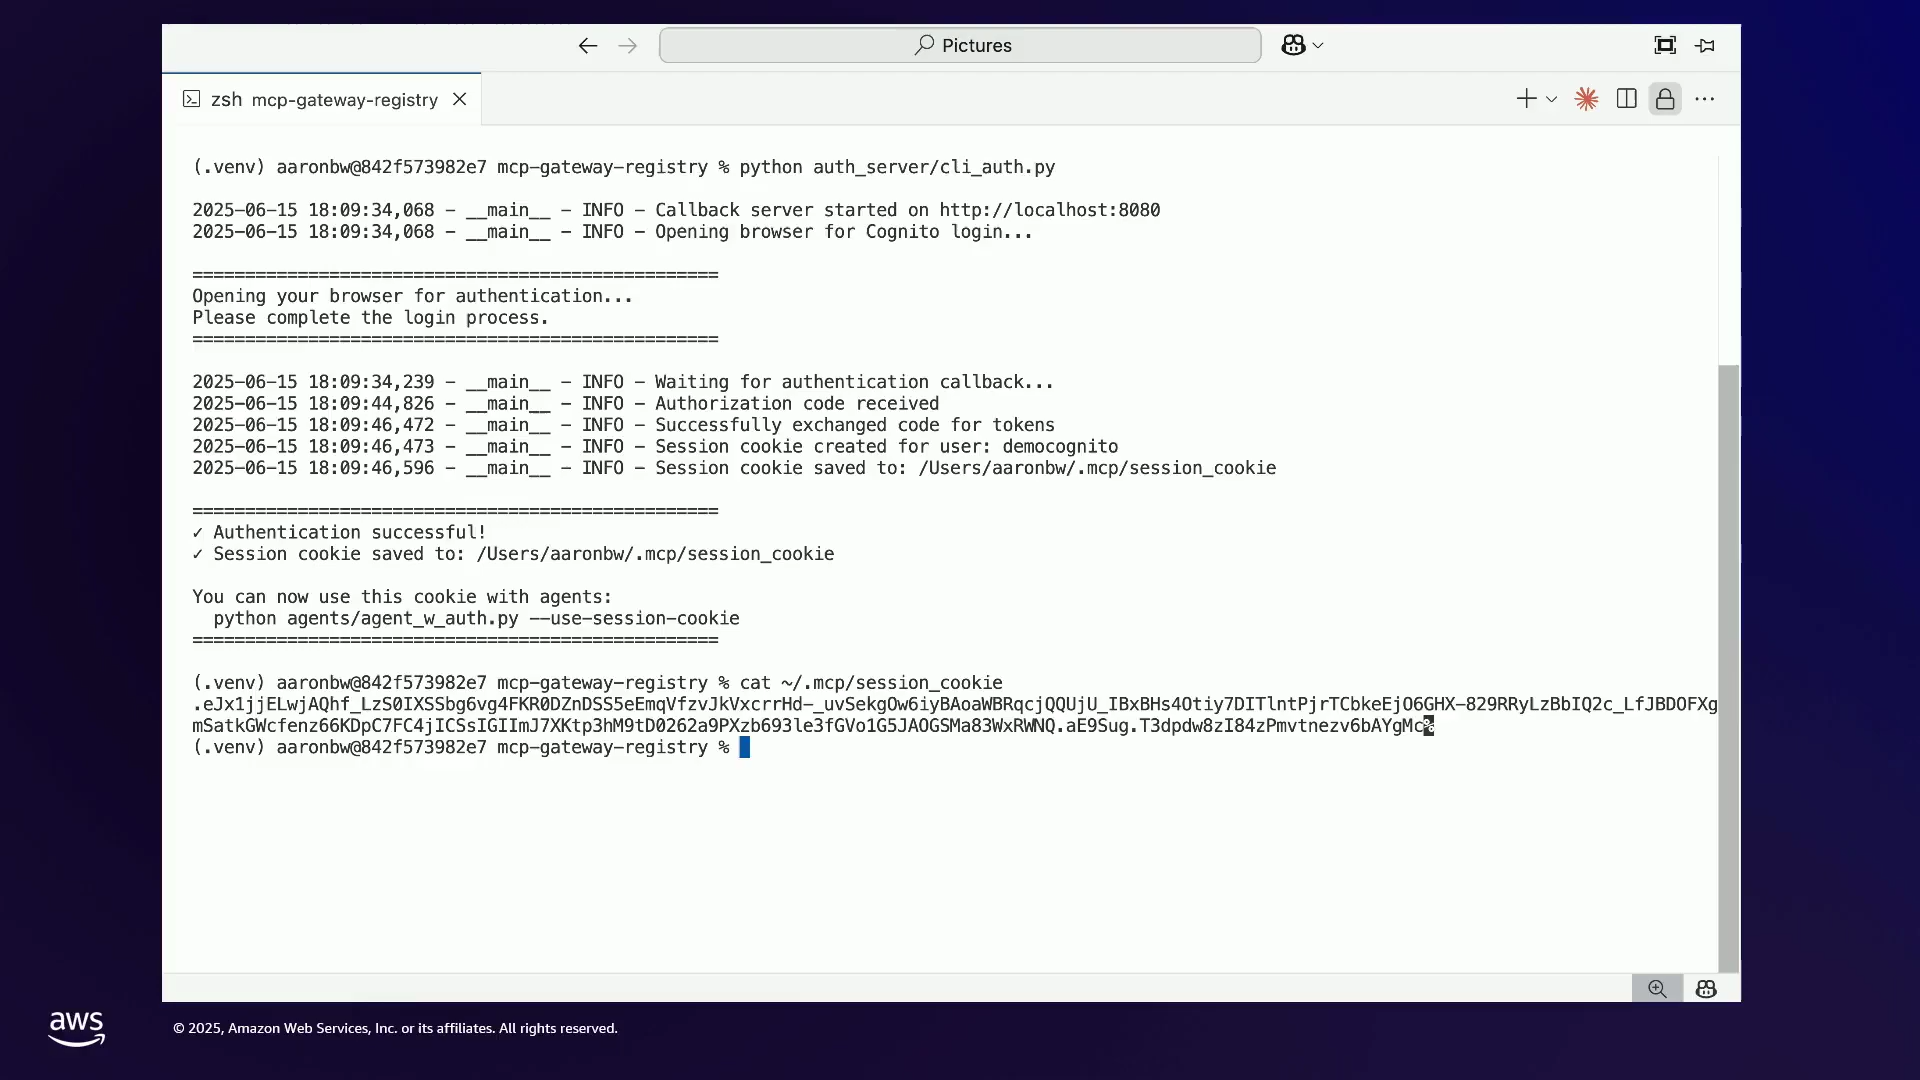 Pictures
zsh mcp-gateway-registry
(.venv) aaronbw@842f573982e7 mcp-gateway-registry % python auth_server/cli_auth.py
2025-06-15 18:09:34,068 - __main__ - INFO - Callback server started on http://localhost:8080
2025-06-15 18:09:34,068 - __main__ - INFO - Opening browser for Cognito login...
==================================================
Opening your browser for authentication...
Please complete the login process.
==================================================
2025-06-15 18:09:34,239 - __main__ - INFO - Waiting for authentication callback...
2025-06-15 18:09:44,826 - __main__ - INFO - Authorization code received
2025-06-15 18:09:46,472 - __main__ - INFO - Successfully exchanged code for tokens
2025-06-15 18:09:46,473 - __main__ - INFO - Session cookie created for user: democognito
2025-06-15 18:09:46,596 - __main__ - INFO - Session cookie saved to: /Users/aaronbw/.mcp/session_cookie
==================================================
✓ Authentication successful!
✓ Session cookie saved to: /Users/aaronbw/.mcp/session_cookie
You can now use this cookie with agents:
python agents/agent_w_auth.py --use-session-cookie
==================================================
(.venv) aaronbw@842f573982e7 mcp-gateway-registry % cat ~/.mcp/session_cookie
.eJx1jjELwjAQhf_LzS0IXSSbg6vg4FKR0DZnDSS5eEmqVfzvJkVxcrrHd-_uvSekgOw6iyBAoaWBRqcjQQUjU_IBxBHs4Otiy7DITlntPjrTCbkeEjO6GHX-829RRyLzBbIQ2c_LfJBDOFXg
mSatkGWcfenz66KDpC7FC4jICSsIGIImJ7XKtp3hM9tD0262a9PXzb693le3fGVo1G5JAOGSMa83WxRWNQ.aE9Sug.T3dpdw8zI84zPmvtnezv6bAYgMc%
(.venv) aaronbw@842f573982e7 mcp-gateway-registry %
aws
© 2025, Amazon Web Services, Inc. or its affiliates. All rights reserved.